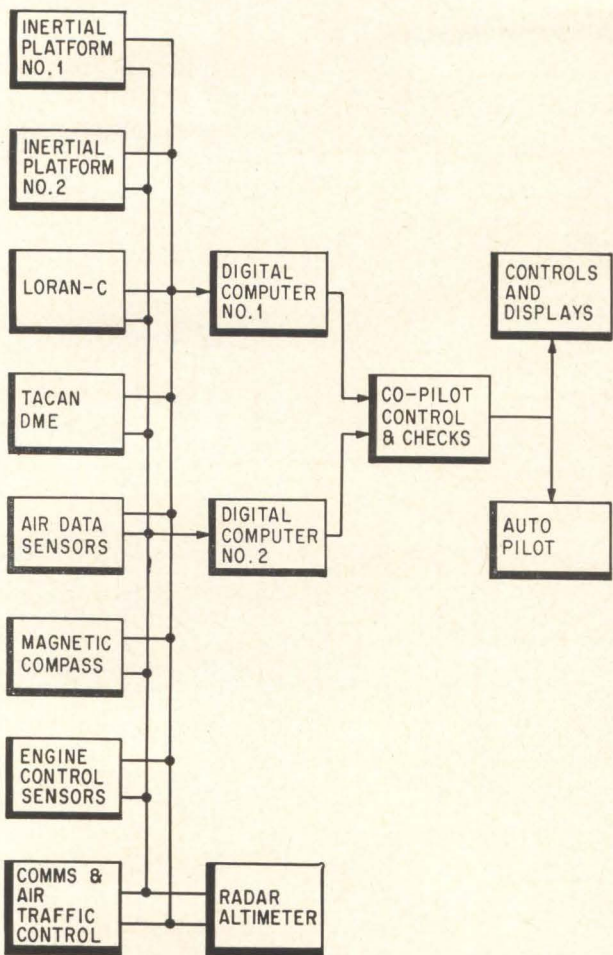 INERTIAL
PLATFORM
NO.1
INERTIAL
PLATFORM
NO.2
LORAN-C
TACAN
DME
AIR DATA
SENSORS
MAGNETIC
COMPASS
ENGINE
CONTROL
SENSORS
COMMS &
AIR
TRAFFIC
CONTROL
DIGITAL
COMPUTER
NO.1
DIGITAL
COMPUTER
NO.2
RADAR
ALTIMETER
CO-PILOT
CONTROL
& CHECKS
CONTROLS
AND
DISPLAYS
AUTO
PILOT